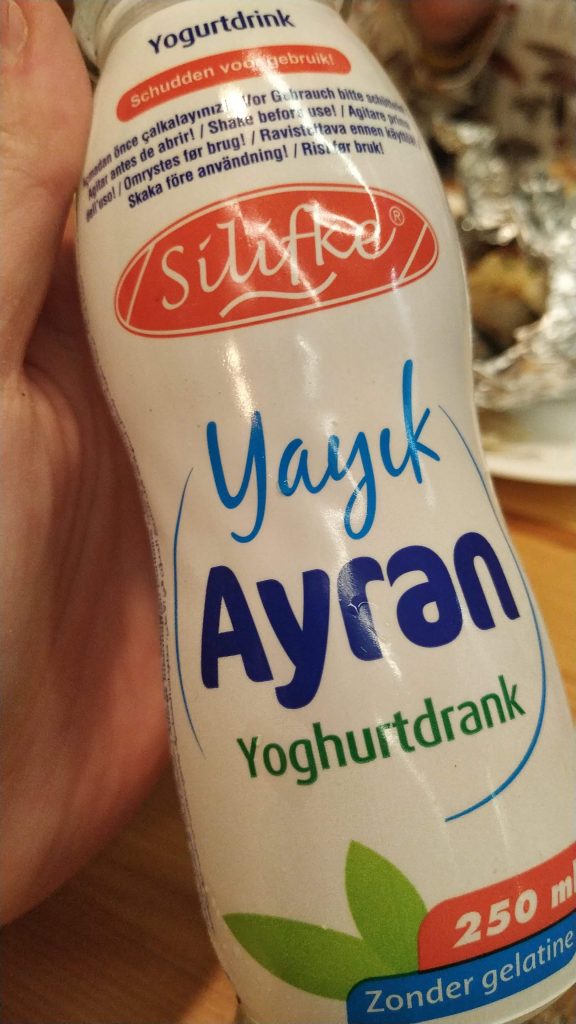 Yogurtdrink
Schudden voor gebruik!
önce çalkalayınız! / Vor Gebrauch bitte
Agitar antes de abrir! / Shake before use! / Agitare prima
dell'uso! / Omrystes før brug! / Ravistettava ennen
Skaka före användning! / Rist før bruk!
Silifke®
Yayık
Ayran
Yoghurtdrank
250 ml
Zonder gelatine